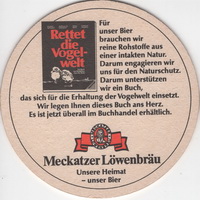 Rettet
die
Vogel-
welt
Für
unser Bier
brauchen wir
reine Rohstoffe aus
einer intakten Natur.
Darum engagieren wir
uns für den Naturschutz.
Darum unterstützen
wir ein Buch,
das sich für die Erhaltung der Vogelwelt einsetzt.
Wir legen Ihnen dieses Buch ans Herz.
Es ist jetzt überall im Buchhandel erhältlich.
Meckatzer Löwenbräu
Unsere Heimat
– unser Bier